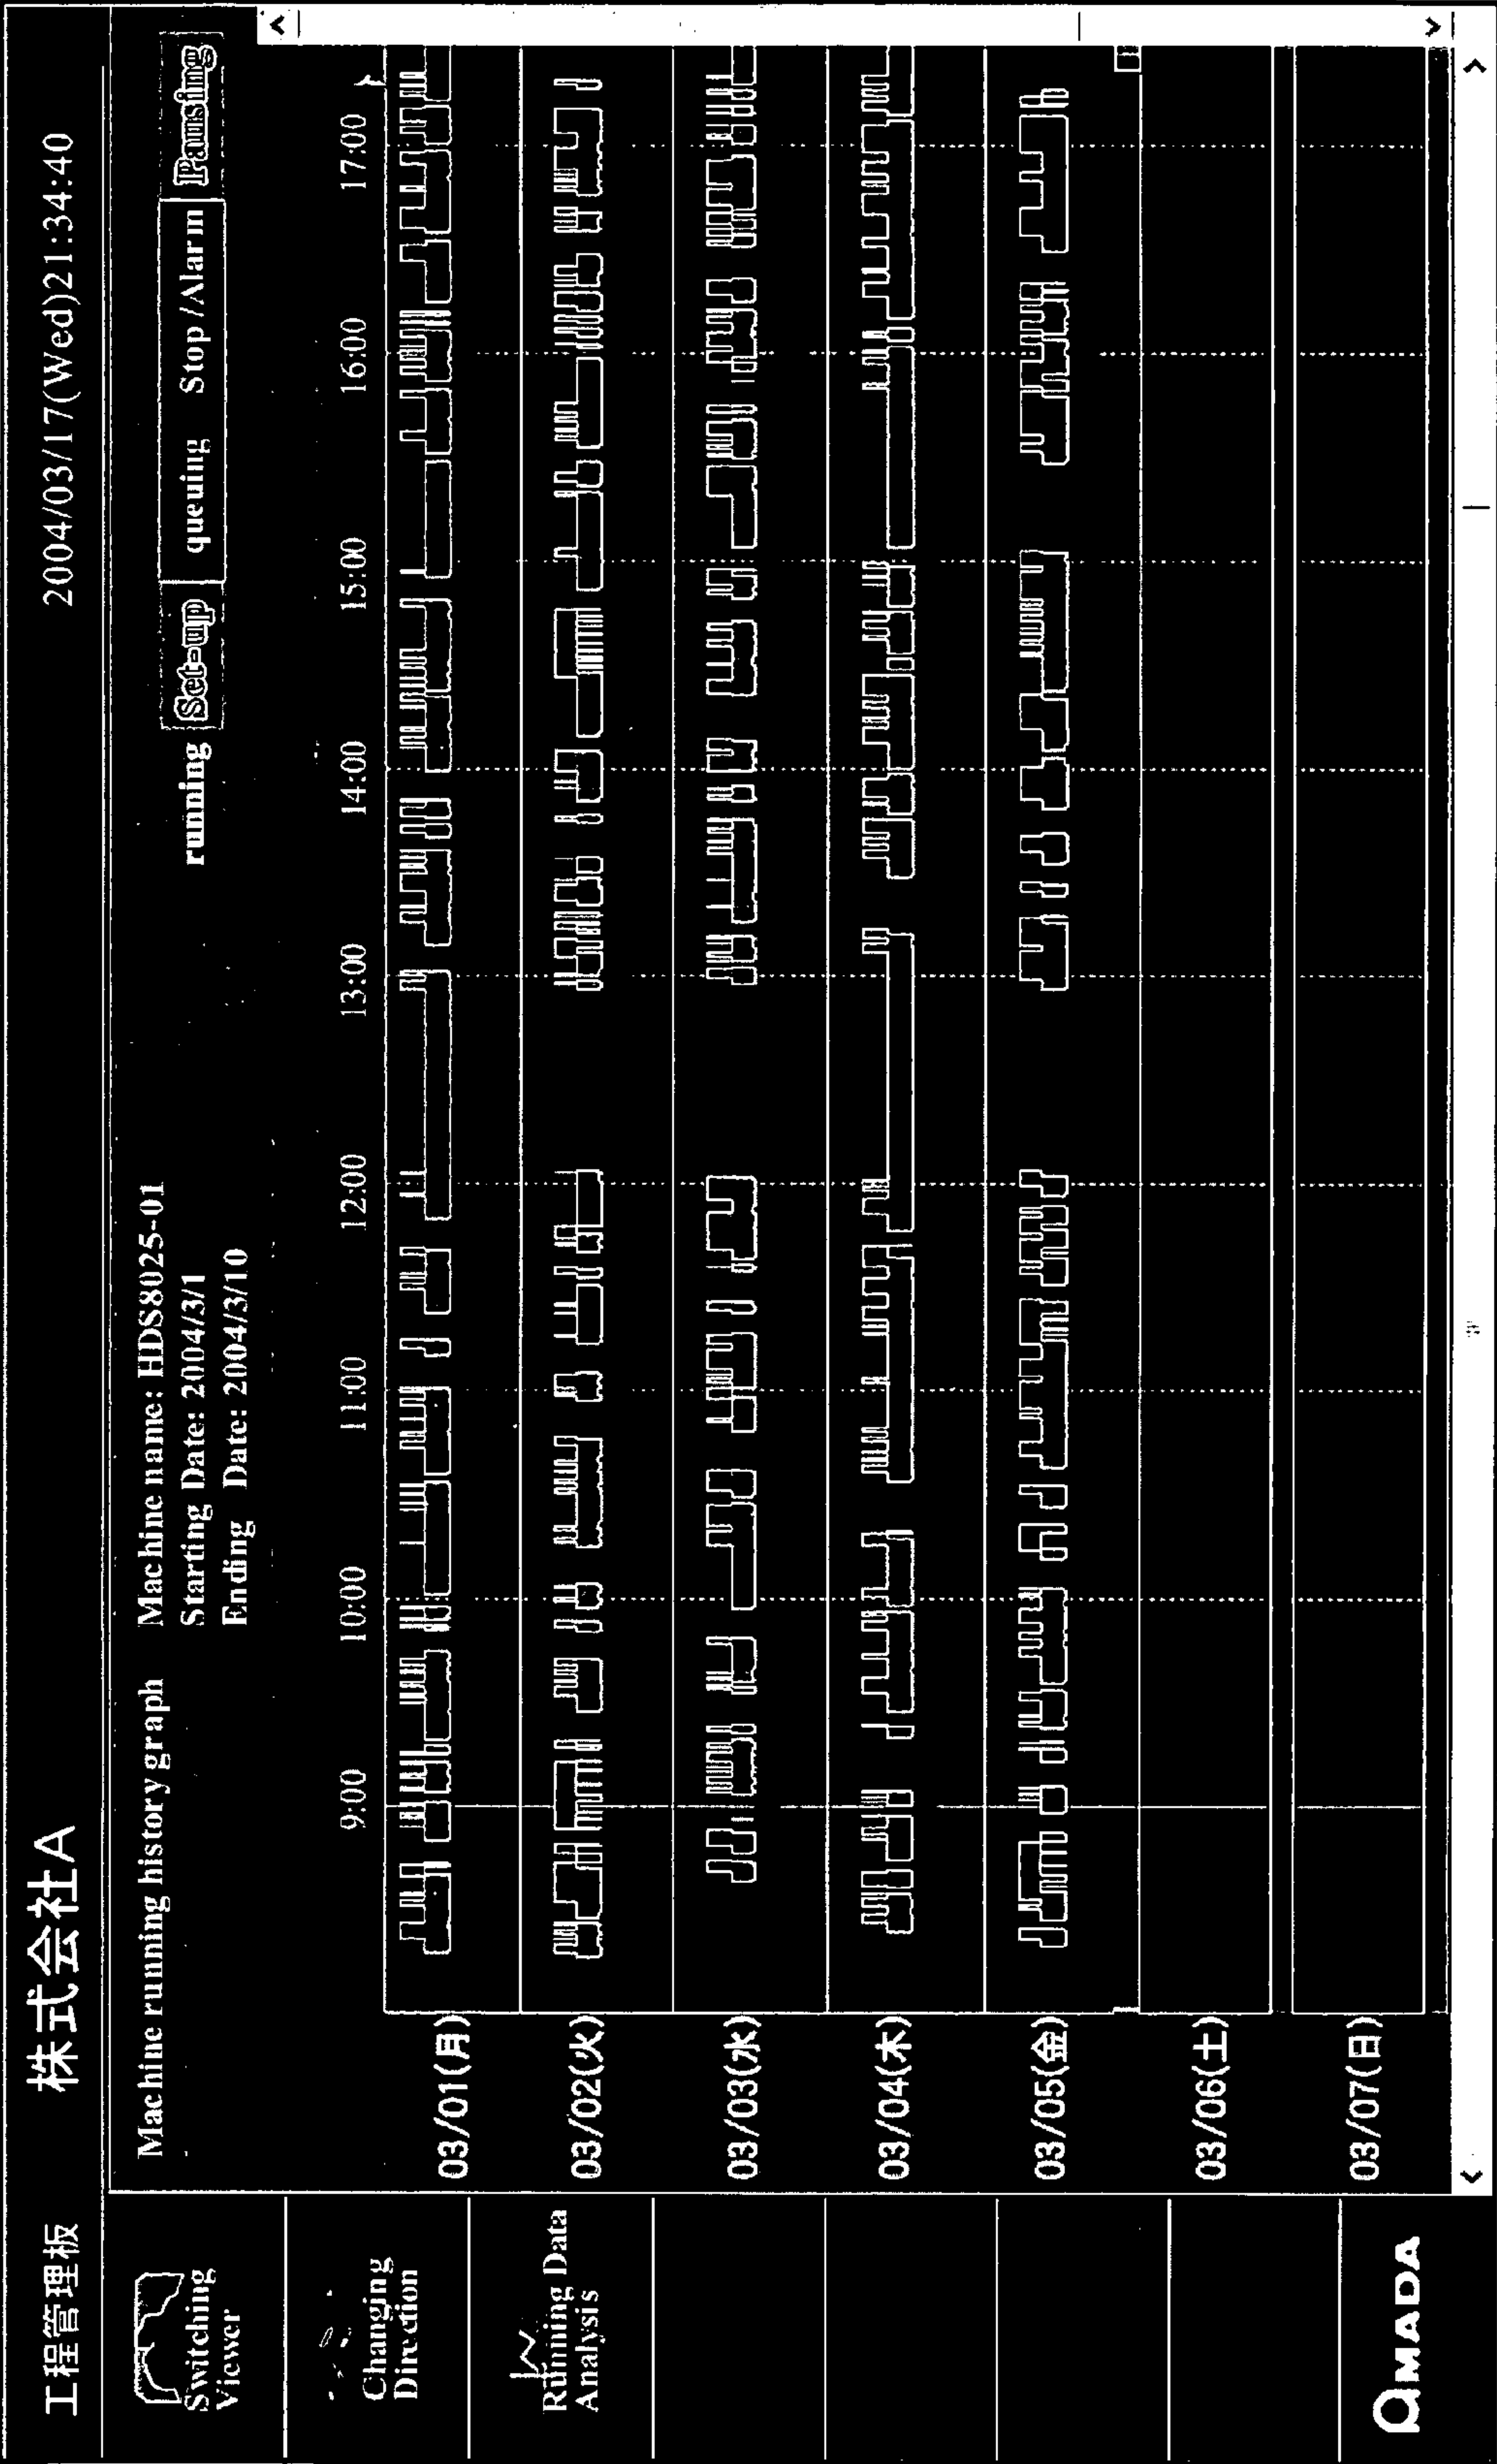 工程管理板 株式会社A 2004/03/17(Wed)21:34:40
Machine running history graph Machine name: HDS8025-01
Starting Date: 2004/3/1
Ending Date: 2004/3/10
running Set-up queuing Stop /Alarm Pausing
9:00 10:00 11:00 12:00 13:00 14:00 15:00 16:00 17:00
03/01(月)
03/02(火)
03/03(水)
03/04(木)
03/05(金)
03/06(土)
03/07(日)
Switching
Viewer
Changing
Direction
Running Data
Analysis
AMADA